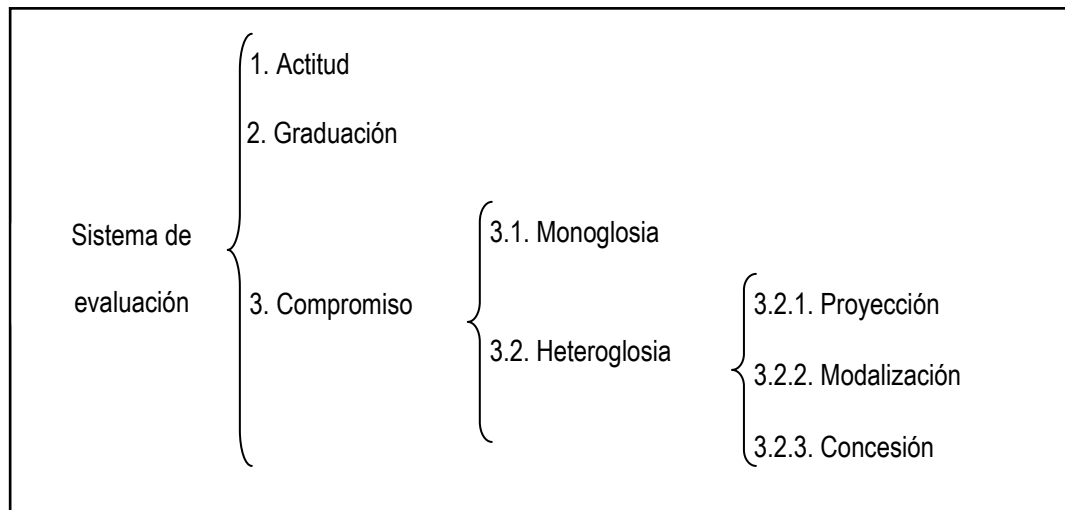 1. Actitud
2. Graduación
Sistema de
evaluación
3. Compromiso
3.1. Monoglosia
3.2. Heteroglosia
3.2.1. Proyección
3.2.2. Modalización
3.2.3. Concesión